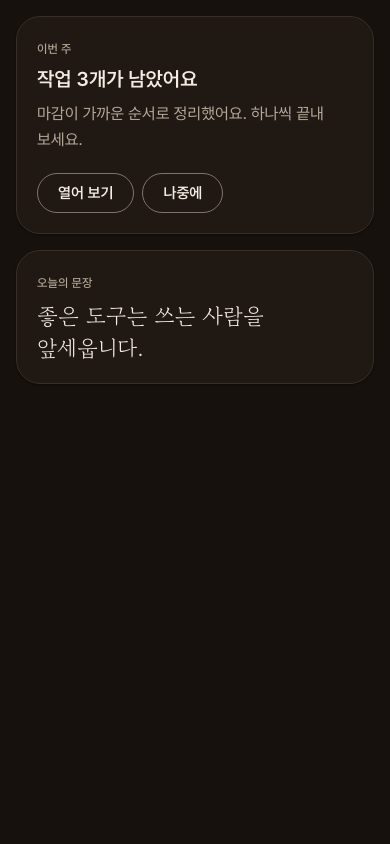 이번 주
작업 3개가 남았어요
마감이 가까운 순서로 정리했어요. 하나씩 끝내
보세요.
열어 보기
나중에
오늘의 문장
좋은 도구는 쓰는 사람을
앞세웁니다.